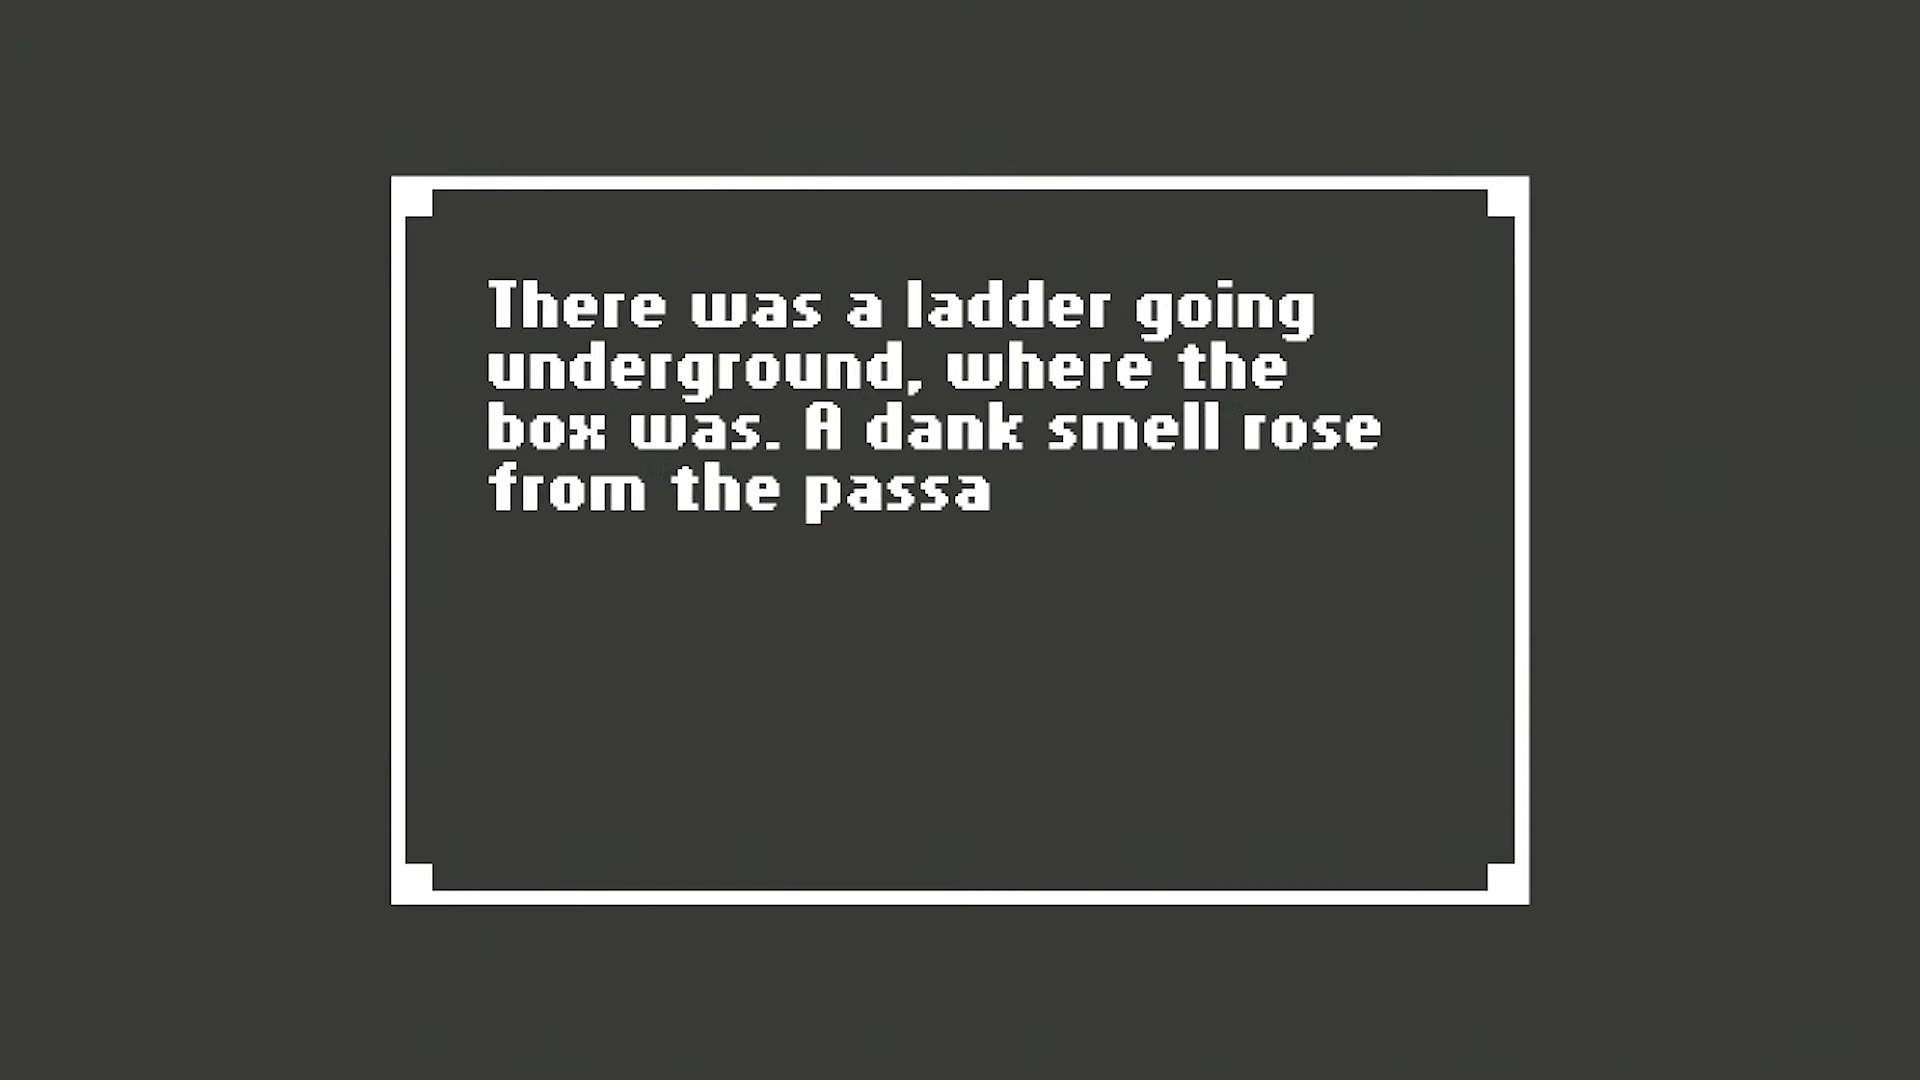 There was a ladder going
underground, where the
box was. A dank smell rose
from the passa